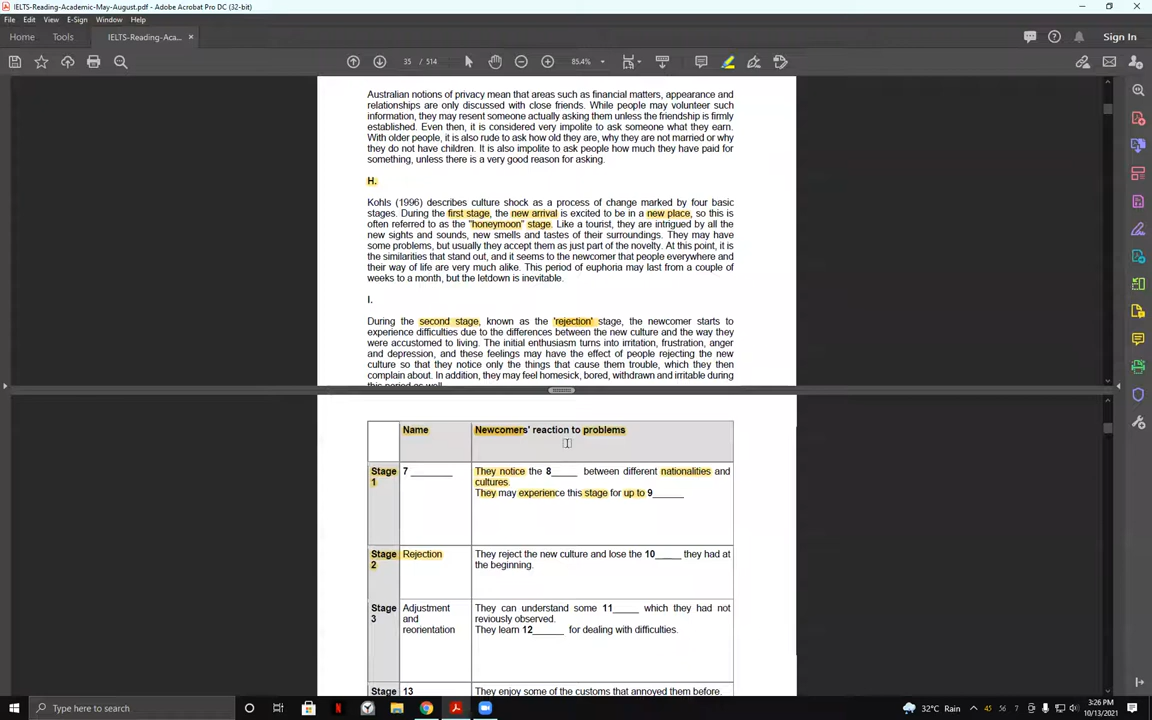 IELTS-Reading-Academic-May-August.pdf - Adobe Acrobat Pro DC (32-bit)
File Edit View E-Sign Window Help
Home Tools IELTS-Reading-Aca... × Sign In
35 / 514 85.4%
Australian notions of privacy mean that areas such as financial matters, appearance and
relationships are only discussed with close friends. While people may volunteer such
information, they may resent someone actually asking them unless the friendship is firmly
established. Even then, it is considered very impolite to ask someone what they earn.
With older people, it is also rude to ask how old they are, why they are not married or why
they do not have children. It is also impolite to ask people how much they have paid for
something, unless there is a very good reason for asking.
H.
Kohls (1996) describes culture shock as a process of change marked by four basic
stages. During the first stage, the new arrival is excited to be in a new place, so this is
often referred to as the "honeymoon" stage. Like a tourist, they are intrigued by all the
new sights and sounds, new smells and tastes of their surroundings. They may have
some problems, but usually they accept them as just part of the novelty. At this point, it is
the similarities that stand out, and it seems to the newcomer that people everywhere and
their way of life are very much alike. This period of euphoria may last from a couple of
weeks to a month, but the letdown is inevitable.
I.
During the second stage, known as the 'rejection' stage, the newcomer starts to
experience difficulties due to the differences between the new culture and the way they
were accustomed to living. The initial enthusiasm turns into irritation, frustration, anger
and depression, and these feelings may have the effect of people rejecting the new
culture so that they notice only the things that cause them trouble, which they then
complain about. In addition, they may feel homesick, bored, withdrawn and irritable during
this period as well.
Name Newcomers' reaction to problems
Stage 7 ________ They notice the 8_____ between different nationalities and
1 cultures.
They may experience this stage for up to 9______
Stage Rejection They reject the new culture and lose the 10_____ they had at
2 the beginning.
Stage Adjustment They can understand some 11_____ which they had not
3 and reviously observed.
reorientation They learn 12______ for dealing with difficulties.
Stage 13 They enjoy some of the customs that annoyed them before.
Type here to search 32°C Rain 45 56 7 3:26 PM
10/13/2021